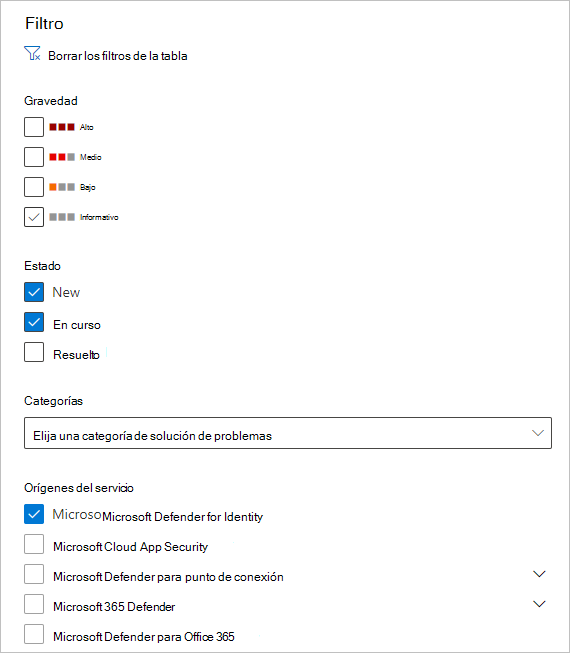 Filtro
Borrar los filtros de la tabla
Gravedad
Alto
Medio
Bajo
Informativo
Estado
New
En curso
Resuelto
Categorías
Elija una categoría de solución de problemas
Orígenes del servicio
Microso Microsoft Defender for Identity
Microsoft Cloud App Security
Microsoft Defender para punto de conexión
Microsoft 365 Defender
Microsoft Defender para Office 365